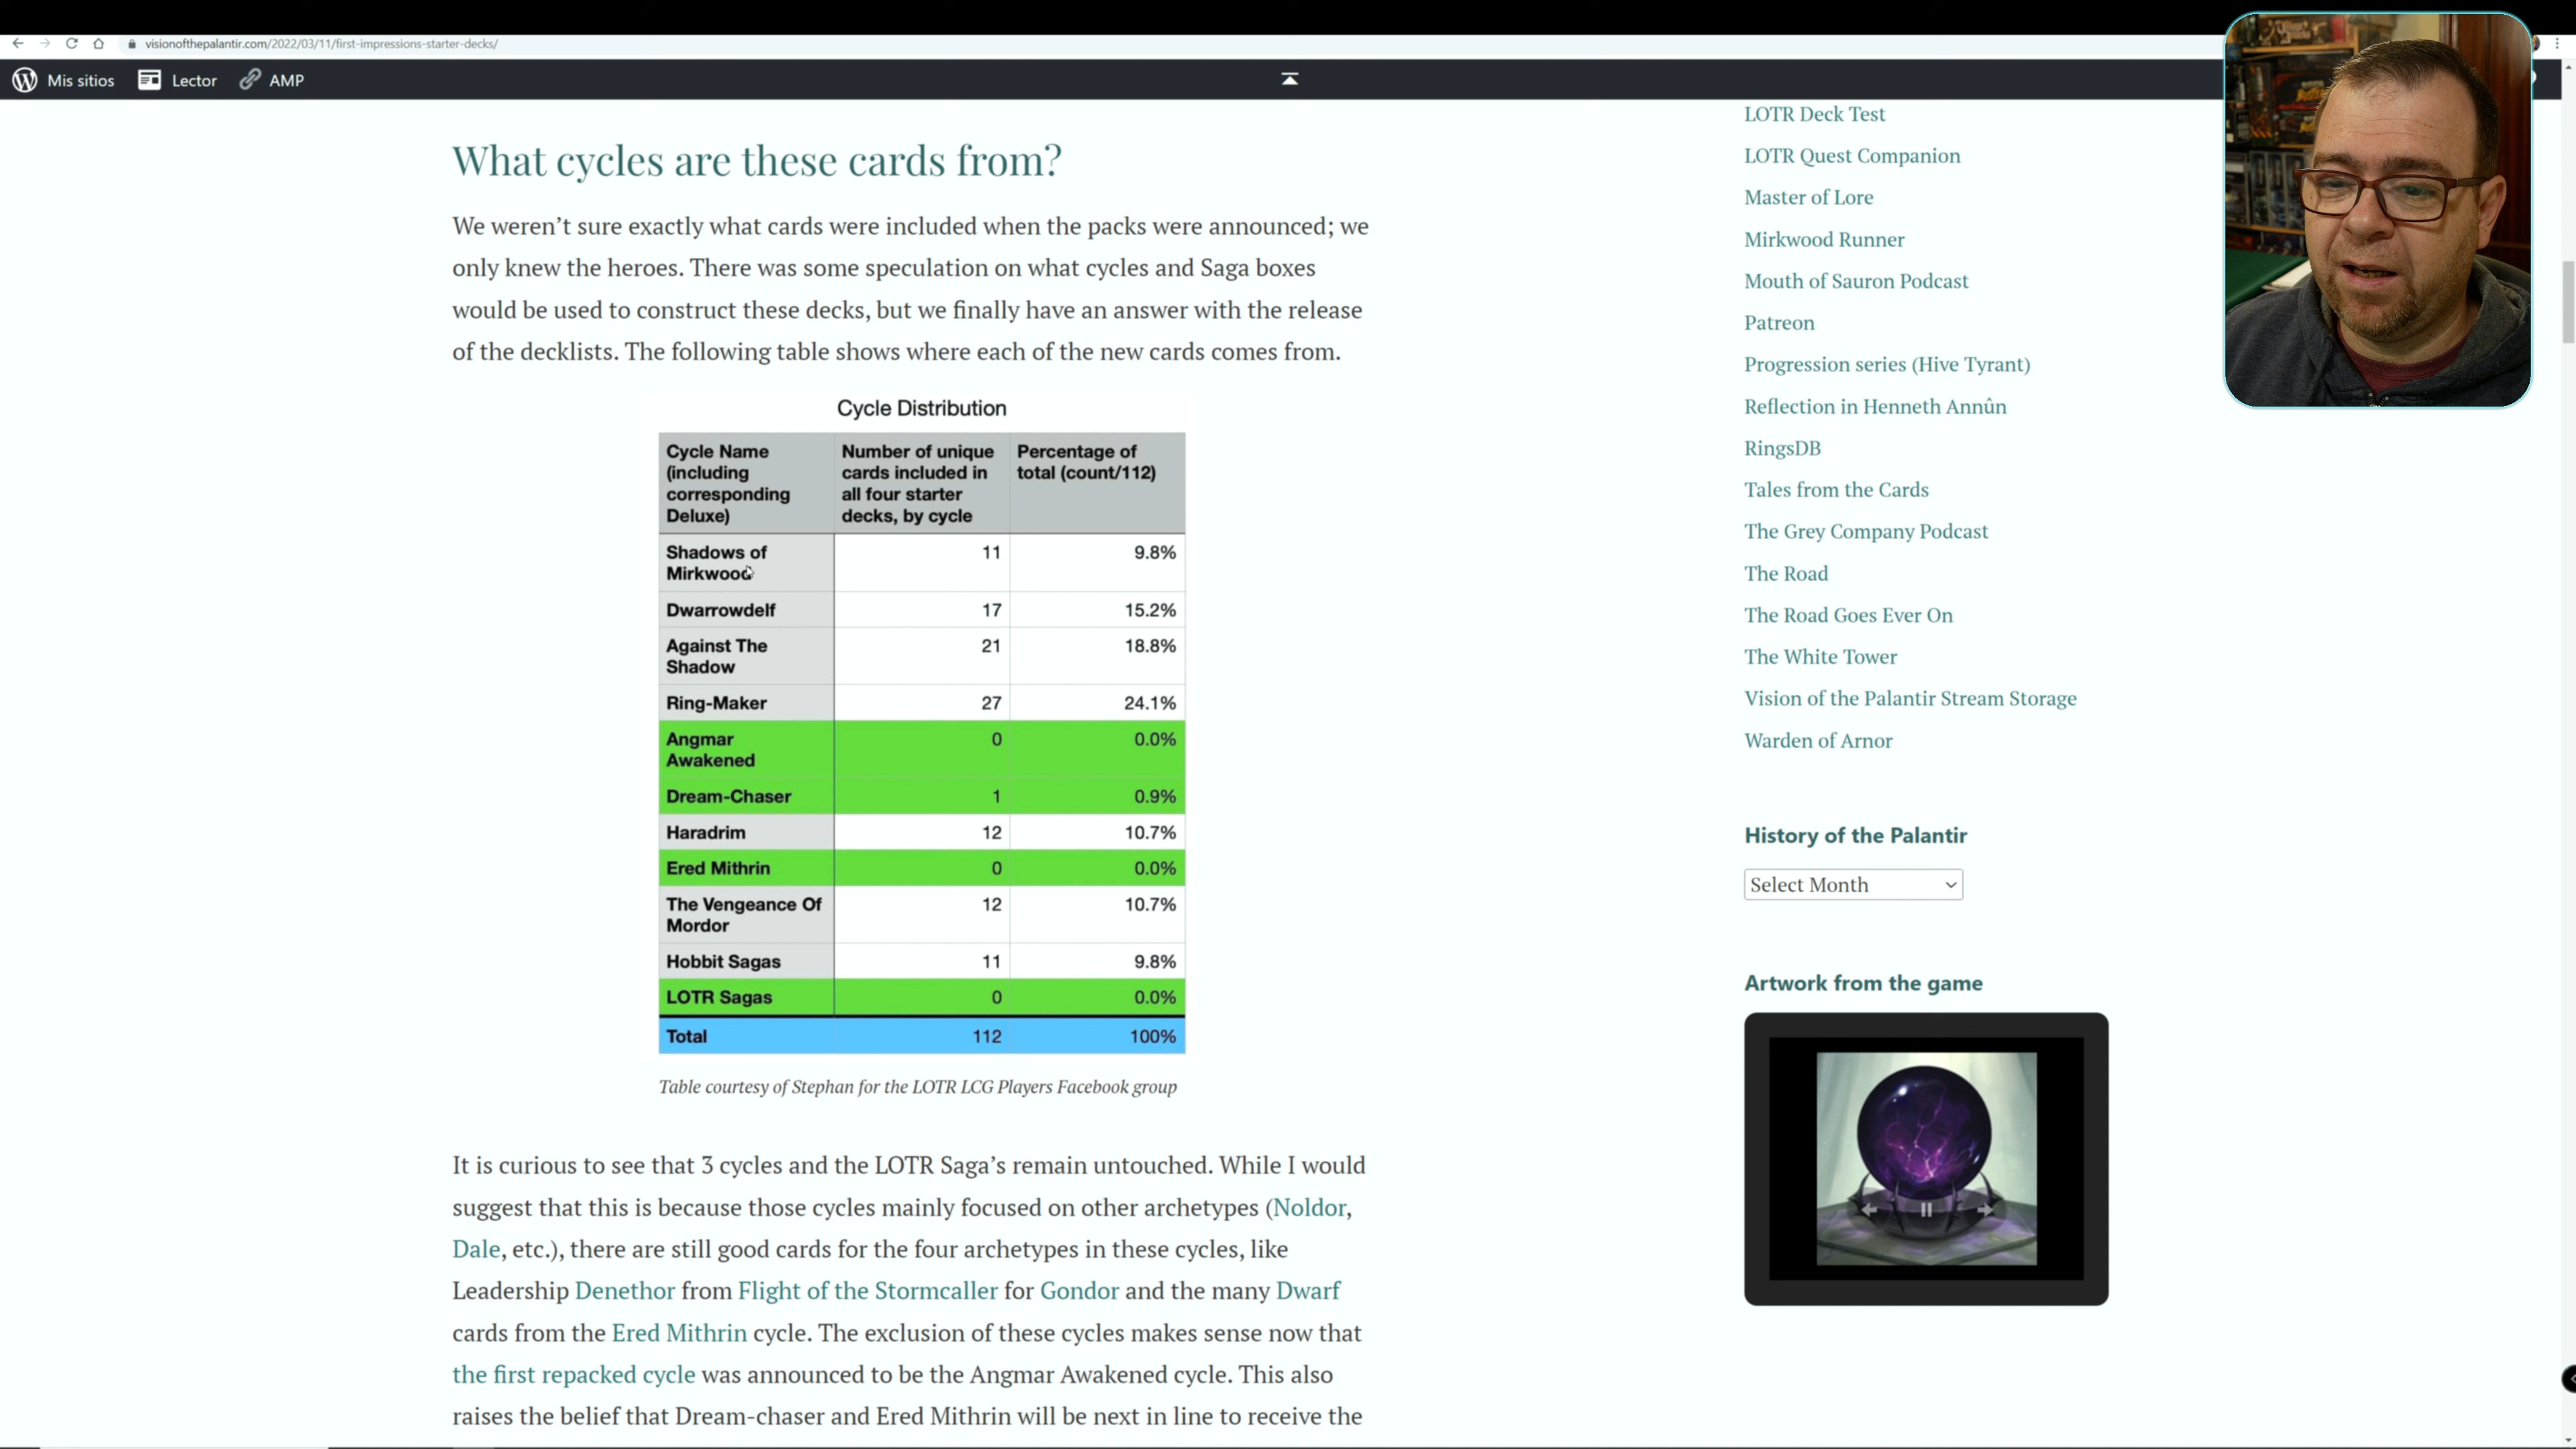 visionofthepalantir.com/2022/03/11/first-impressions-starter-decks/
Mis sitios
Lector
AMP
What cycles are these cards from?
We weren't sure exactly what cards were included when the packs were announced; we
only knew the heroes. There was some speculation on what cycles and Saga boxes
would be used to construct these decks, but we finally have an answer with the release
of the decklists. The following table shows where each of the new cards comes from.
Cycle Distribution
Cycle Name (including corresponding Deluxe) Number of unique cards included in all four starter decks, by cycle Percentage of total (count/112)
Shadows of Mirkwood 11 9.8%
Dwarrowdelf 17 15.2%
Against The Shadow 21 18.8%
Ring-Maker 27 24.1%
Angmar Awakened 0 0.0%
Dream-Chaser 1 0.9%
Haradrim 12 10.7%
Ered Mithrin 0 0.0%
The Vengeance Of Mordor 12 10.7%
Hobbit Sagas 11 9.8%
LOTR Sagas 0 0.0%
Total 112 100%
Table courtesy of Stephan for the LOTR LCG Players Facebook group
It is curious to see that 3 cycles and the LOTR Saga's remain untouched. While I would
suggest that this is because those cycles mainly focused on other archetypes (Noldor,
Dale, etc.), there are still good cards for the four archetypes in these cycles, like
Leadership Denethor from Flight of the Stormcaller for Gondor and the many Dwarf
cards from the Ered Mithrin cycle. The exclusion of these cycles makes sense now that
the first repacked cycle was announced to be the Angmar Awakened cycle. This also
raises the belief that Dream-chaser and Ered Mithrin will be next in line to receive the
LOTR Deck Test
LOTR Quest Companion
Master of Lore
Mirkwood Runner
Mouth of Sauron Podcast
Patreon
Progression series (Hive Tyrant)
Reflection in Henneth Annûn
RingsDB
Tales from the Cards
The Grey Company Podcast
The Road
The Road Goes Ever On
The White Tower
Vision of the Palantir Stream Storage
Warden of Arnor
History of the Palantir
Select Month
Artwork from the game